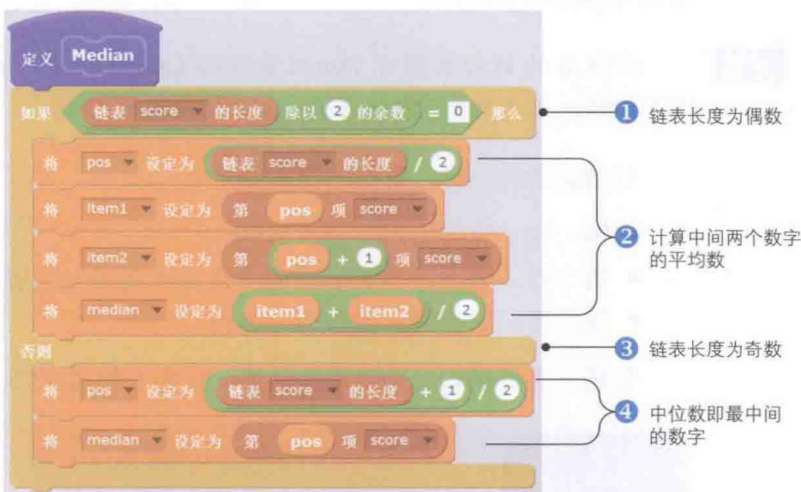 定义 Median
如果 链表 score 的长度 除以 2 的余数 = 0 那么
1 链表长度为偶数
将 pos 设定为 链表 score 的长度 / 2
将 item1 设定为 第 pos 项 score
将 item2 设定为 第 pos + 1 项 score
将 median 设定为 item1 + item2 / 2
2 计算中间两个数字
的平均数
否则
3 链表长度为奇数
将 pos 设定为 链表 score 的长度 + 1 / 2
将 median 设定为 第 pos 项 score
4 中位数即最中间
的数字